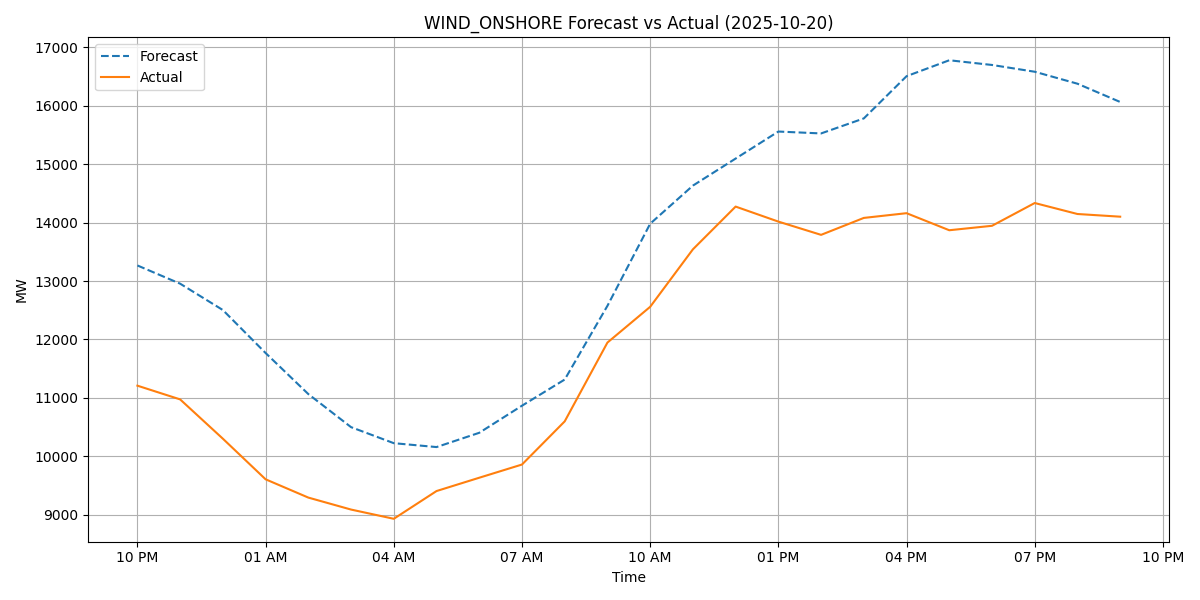 WIND_ONSHORE Forecast vs Actual (2025-10-20)
Forecast
Actual
17000
16000
15000
14000
13000
12000
11000
10000
9000
MW
10 PM 01 AM 04 AM 07 AM 10 AM 01 PM 04 PM 07 PM 10 PM
Time